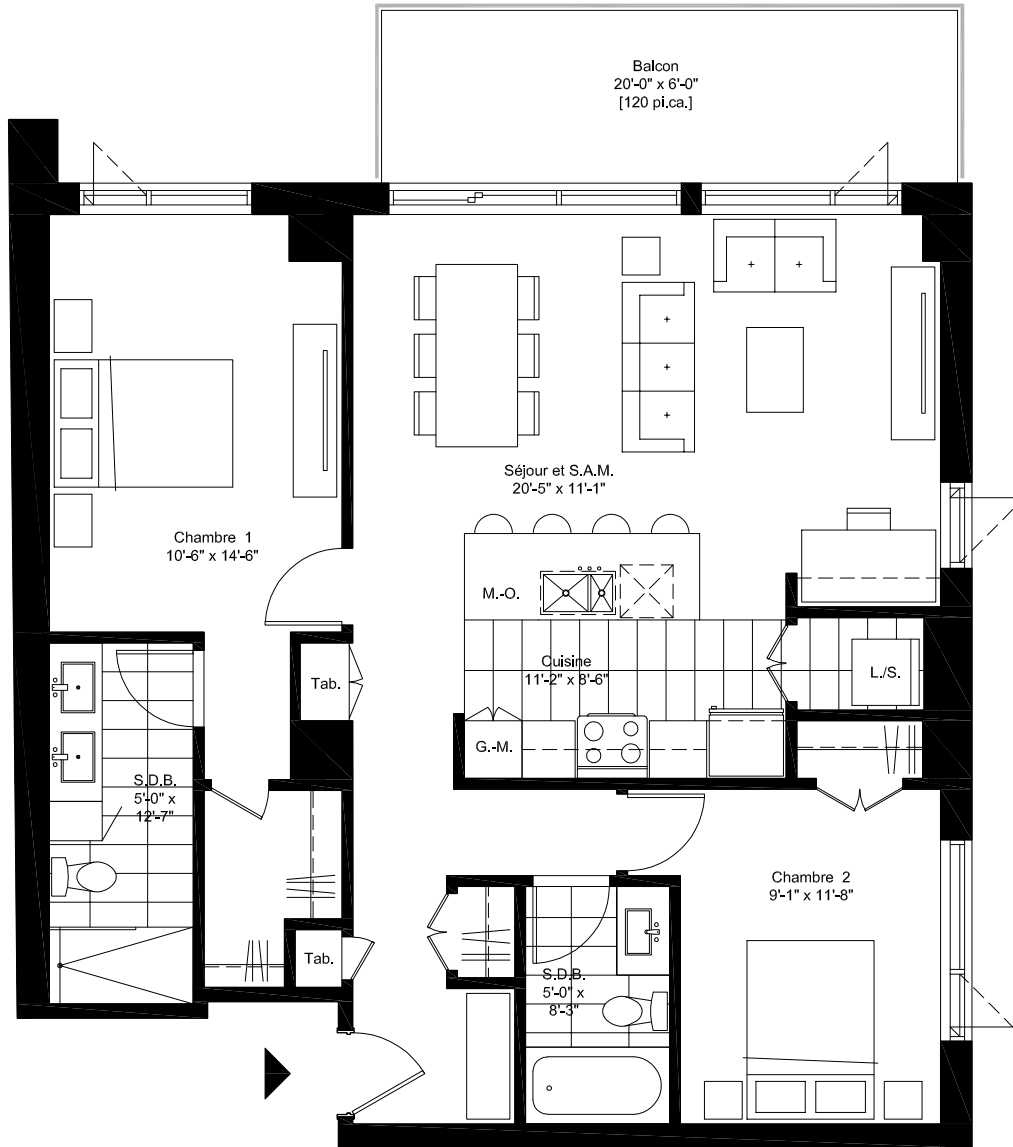 Balcon
20'-0" x 6'-0"
[120 pi.ca.]
Séjour et S.A.M.
20'-5" x 11'-1"
Chambre 1
10'-6" x 14'-6"
M.-O.
Cuisine
11'-2" x 8'-6"
L./S.
Tab.
G.-M.
S.D.B.
5'-0" x
12'-7"
Chambre 2
9'-1" x 11'-8"
Tab.
S.D.B.
5'-0" x
8'-3"